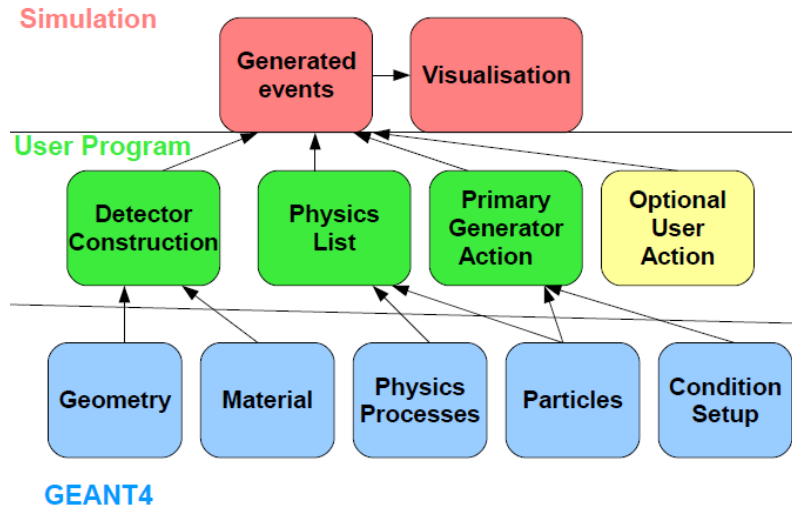 Simulation
Generated
events
Visualisation
User Program
Detector
Construction
Physics
List
Primary
Generator
Action
Optional
User
Action
Geometry
Material
Physics
Processes
Particles
Condition
Setup
GEANT4